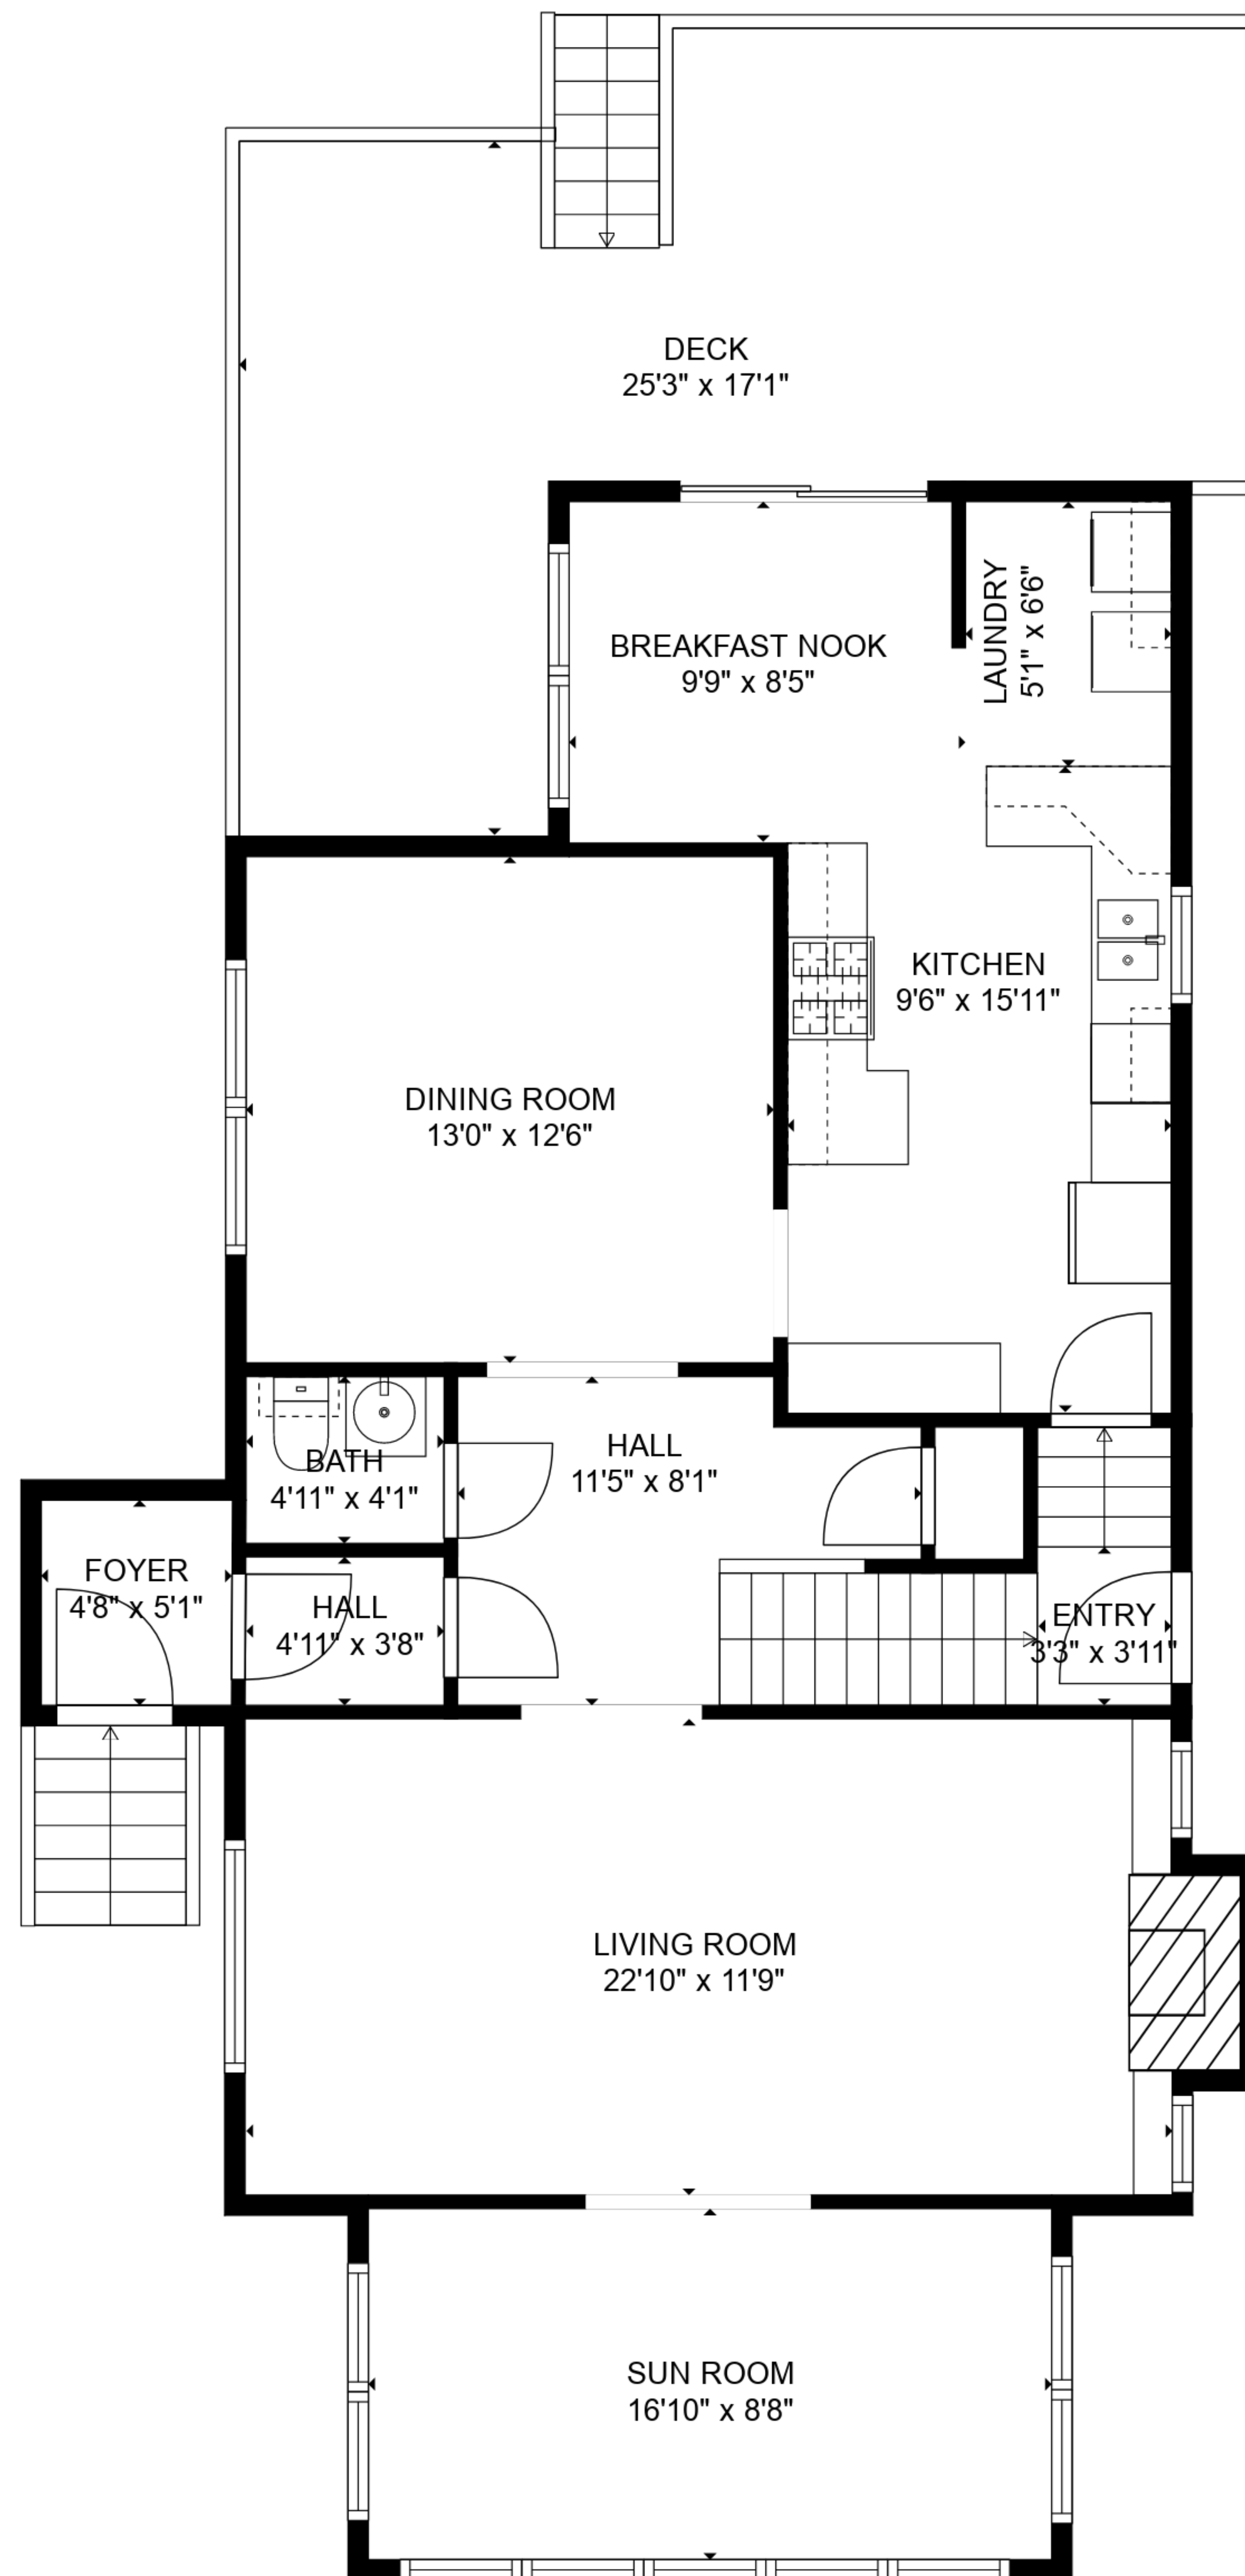 DECK
25'3" x 17'1"
BREAKFAST NOOK
9'9" x 8'5"
LAUNDRY
5'1" x 6'6"
KITCHEN
9'6" x 15'11"
DINING ROOM
13'0" x 12'6"
HALL
11'5" x 8'1"
BATH
4'11" x 4'1"
FOYER
4'8" x 5'1"
HALL
4'11" x 3'8"
ENTRY
3'3" x 3'11"
LIVING ROOM
22'10" x 11'9"
SUN ROOM
16'10" x 8'8"